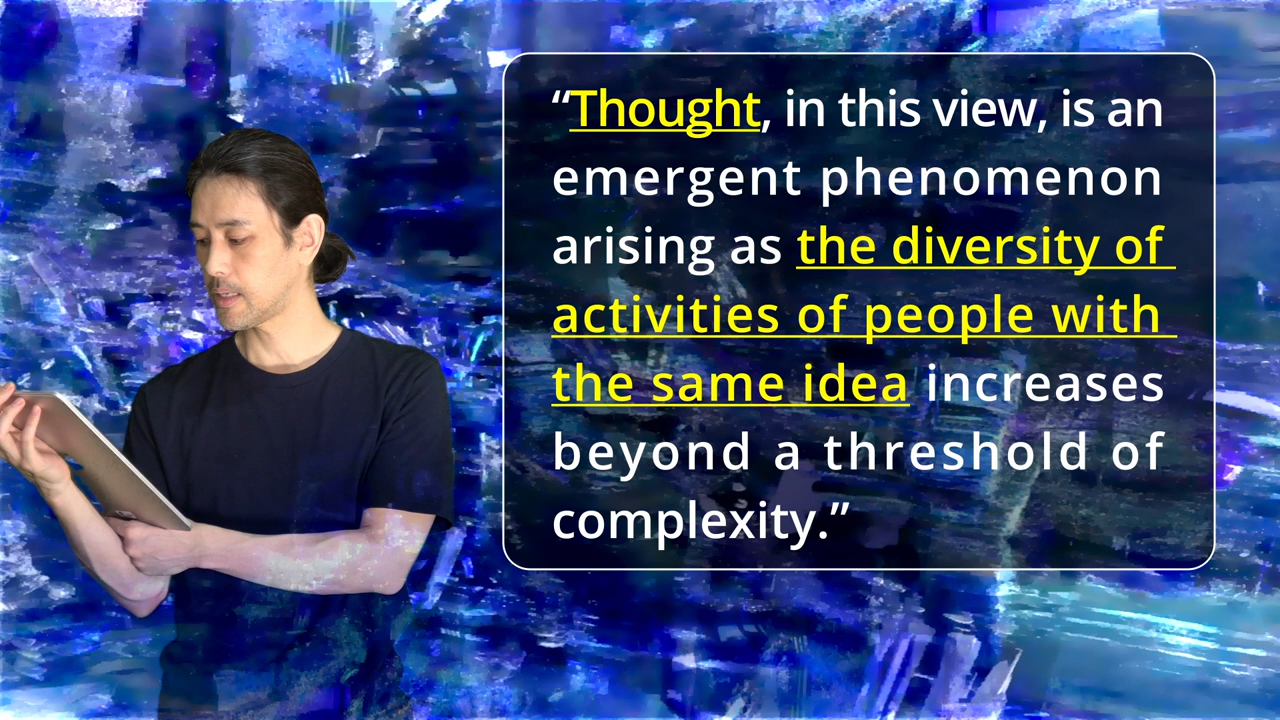 “Thought, in this view, is an
emergent phenomenon
arising as the diversity of
activities of people with
the same idea increases
beyond a threshold of
complexity.”